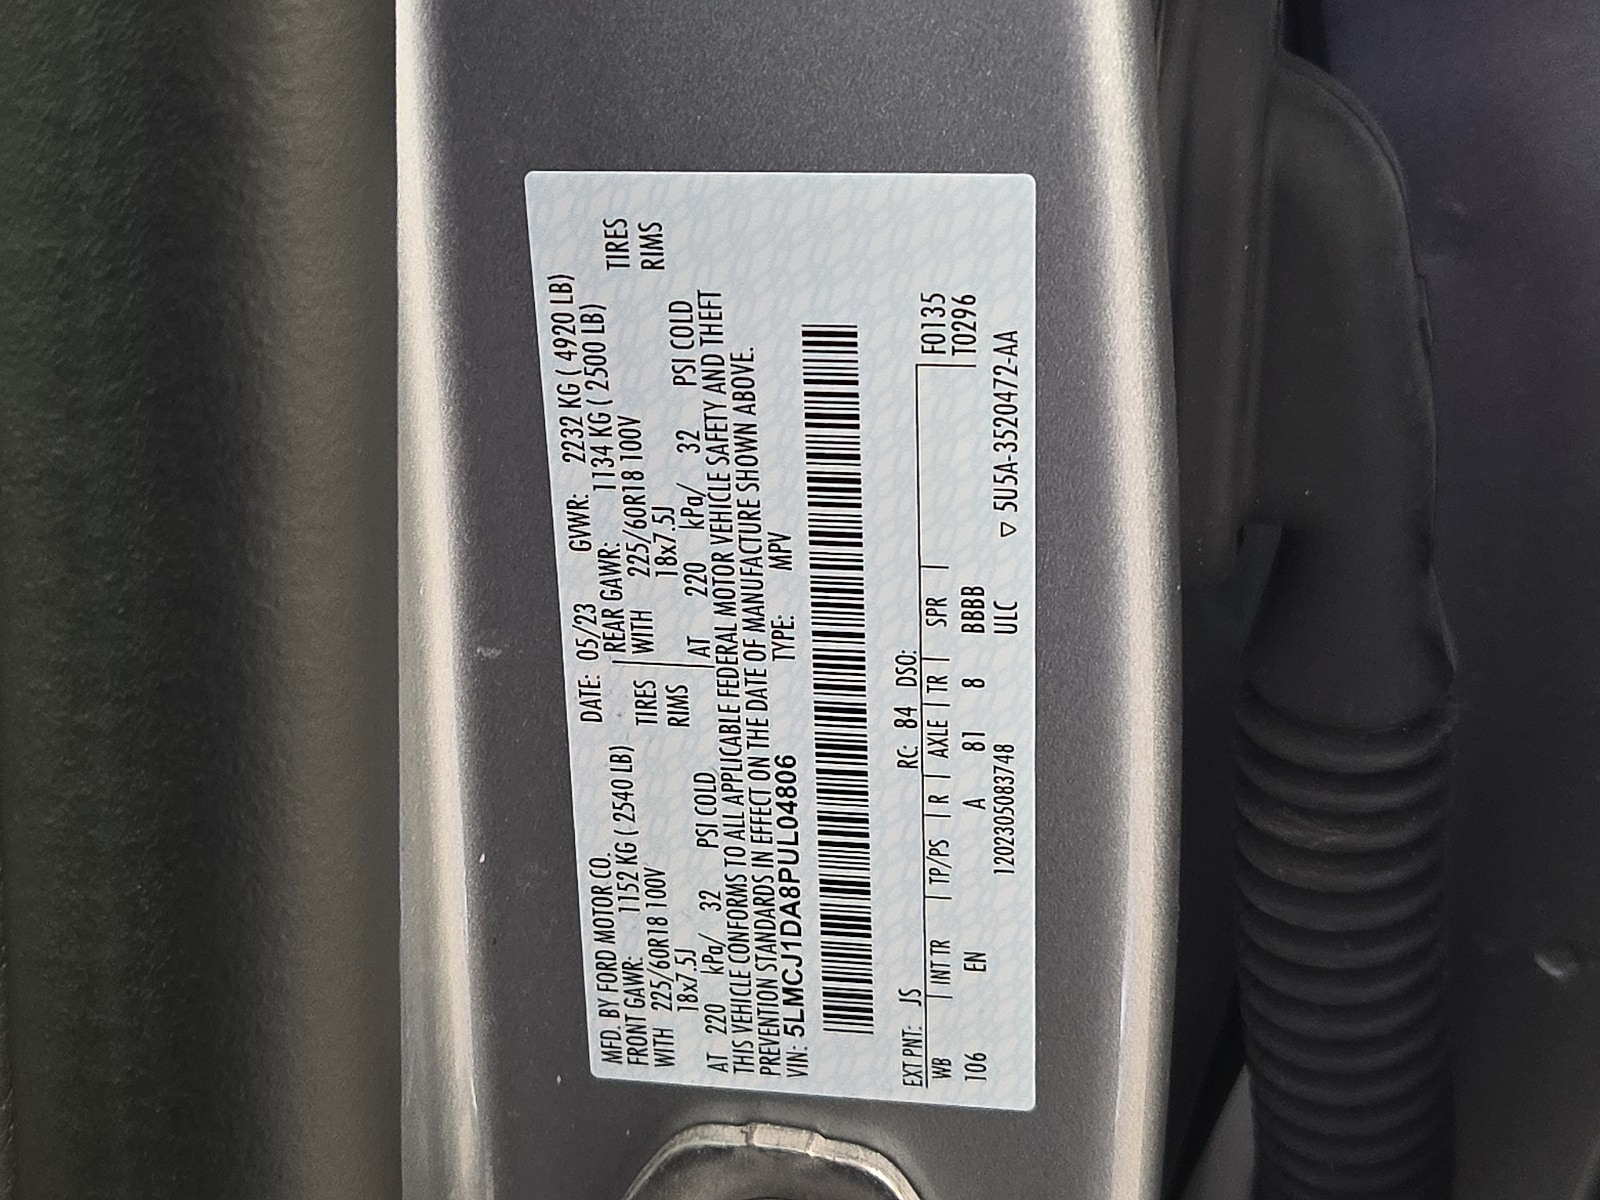 MFD. BY FORD MOTOR CO. DATE: 05/23 GVWR: 2232 KG ( 4920 LB)
FRONT GAWR: 1152 KG ( 2540 LB) REAR GAWR: 1134 KG ( 2500 LB)
WITH 225/60R18 100V TIRES WITH 225/60R18 100V TIRES
18x7.5J RIMS 18x7.5J RIMS
AT 220 kPa/ 32 PSI COLD AT 220 kPa/ 32 PSI COLD
THIS VEHICLE CONFORMS TO ALL APPLICABLE FEDERAL MOTOR VEHICLE SAFETY AND THEFT
PREVENTION STANDARDS IN EFFECT ON THE DATE OF MANUFACTURE SHOWN ABOVE.
VIN: 5LMCJ1DA8PUL04806 TYPE: MPV
EXT PNT: JS RC: 84 DSO:
WB | INT TR | TP/PS | R | AXLE | TR | SPR | F0135
106 EN A 81 8 BBBB T0296
1202305083748 ULC ▽ 5U5A-3520472-AA